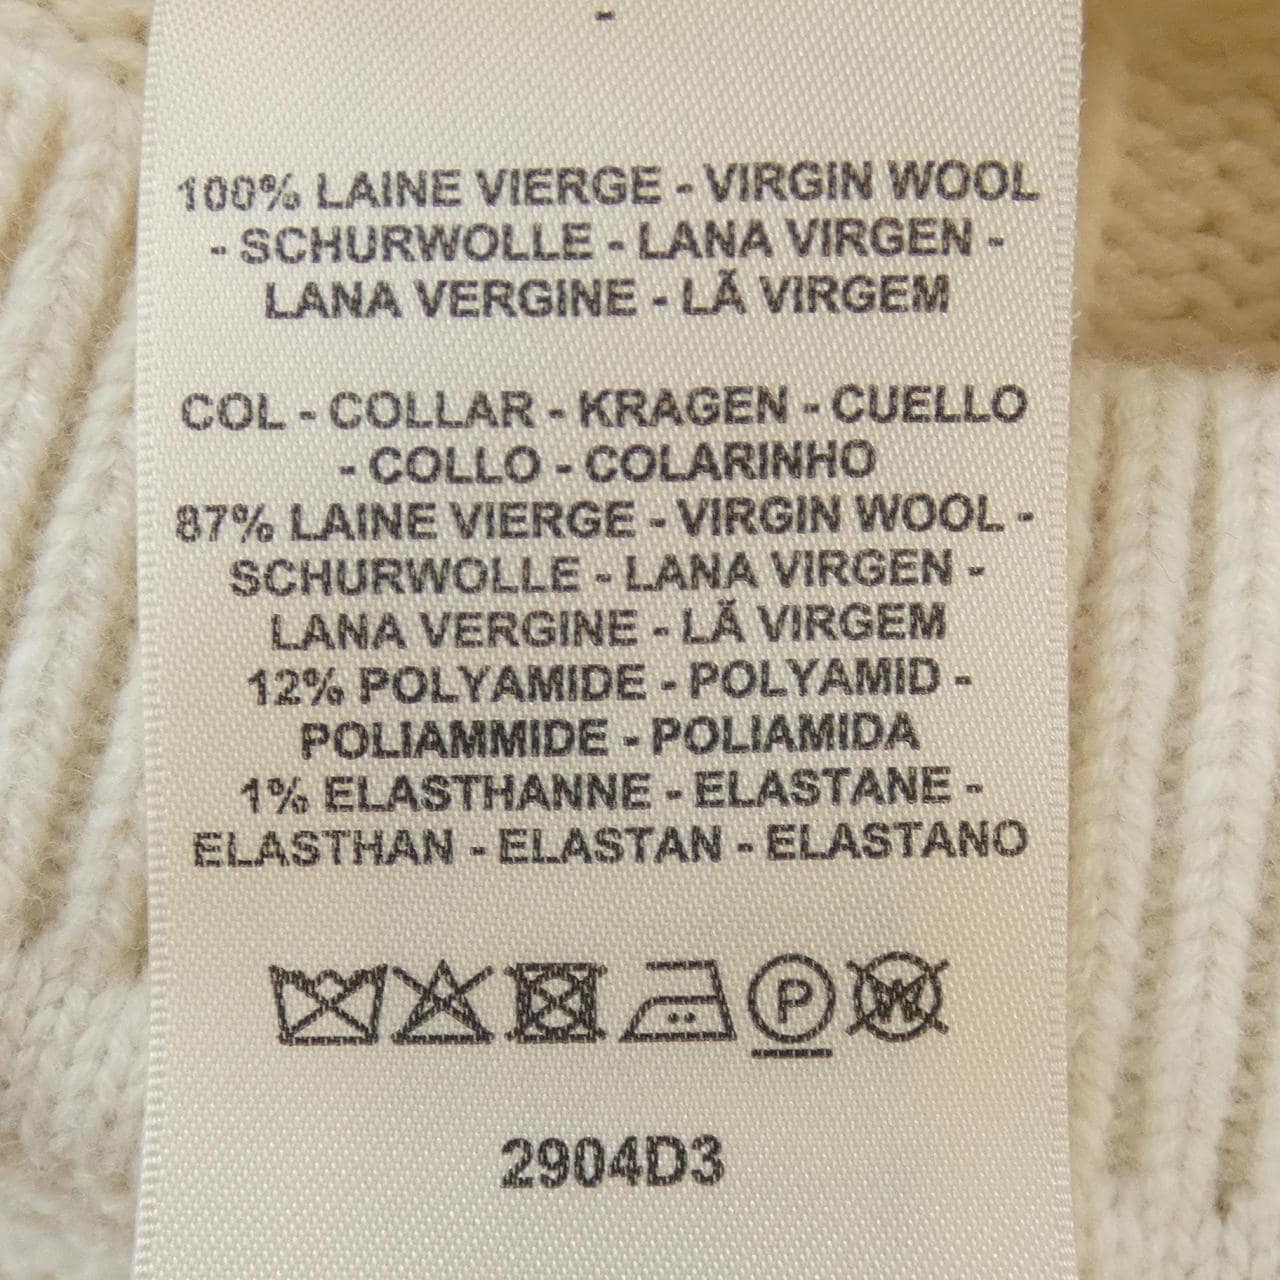 -
100% LAINE VIERGE - VIRGIN WOOL
- SCHURWOLLE - LANA VIRGEN -
LANA VERGINE - LÃ VIRGEM
COL - COLLAR - KRAGEN - CUELLO
- COLLO - COLARINHO
87% LAINE VIERGE - VIRGIN WOOL -
SCHURWOLLE - LANA VIRGEN -
LANA VERGINE - LÃ VIRGEM
12% POLYAMIDE - POLYAMID -
POLIAMMIDE - POLIAMIDA
1% ELASTHANNE - ELASTANE -
ELASTHAN - ELASTAN - ELASTANO
P W
2904D3